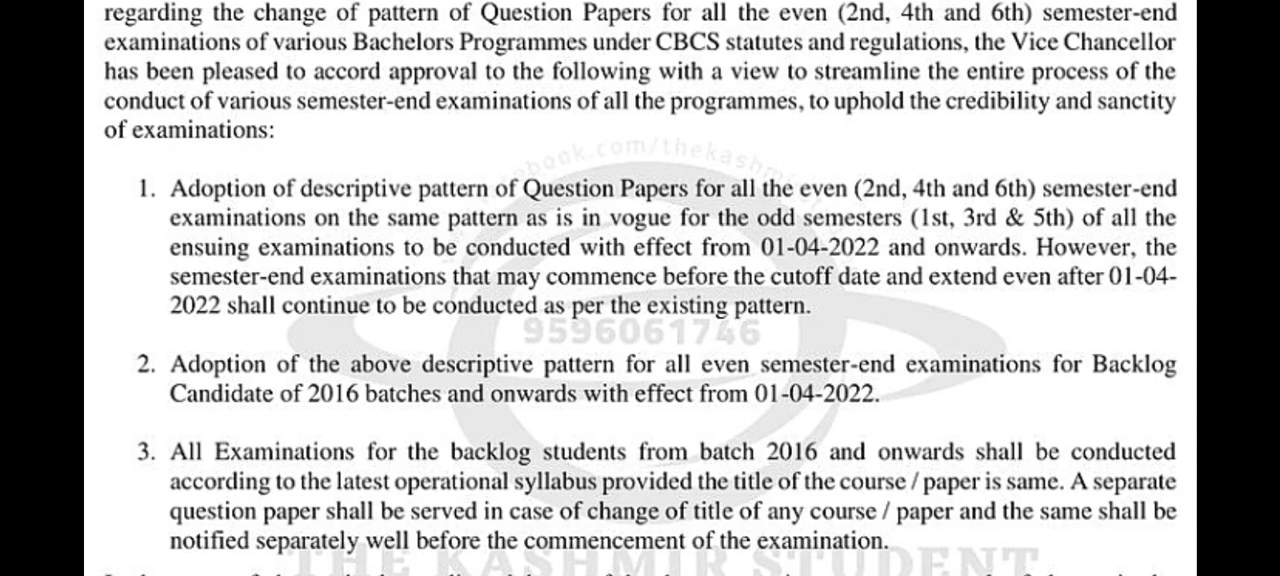 regarding the change of pattern of Question Papers for all the even (2nd, 4th and 6th) semester-end
examinations of various Bachelors Programmes under CBCS statutes and regulations, the Vice Chancellor
has been pleased to accord approval to the following with a view to streamline the entire process of the
conduct of various semester-end examinations of all the programmes, to uphold the credibility and sanctity
of examinations:
book.com/thekashm
1. Adoption of descriptive pattern of Question Papers for all the even (2nd, 4th and 6th) semester-end
examinations on the same pattern as is in vogue for the odd semesters (1st, 3rd & 5th) of all the
ensuing examinations to be conducted with effect from 01-04-2022 and onwards. However, the
semester-end examinations that may commence before the cutoff date and extend even after 01-04-
2022 shall continue to be conducted as per the existing pattern.
9596061746
2. Adoption of the above descriptive pattern for all even semester-end examinations for Backlog
Candidate of 2016 batches and onwards with effect from 01-04-2022.
3. All Examinations for the backlog students from batch 2016 and onwards shall be conducted
according to the latest operational syllabus provided the title of the course / paper is same. A separate
question paper shall be served in case of change of title of any course / paper and the same shall be
notified separately well before the commencement of the examination.
THE KASHMIR STUDENT